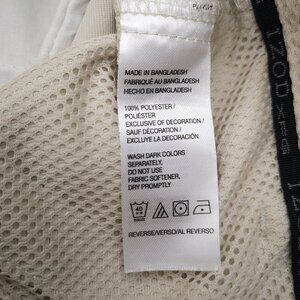 MADE IN BANGLADESH
FABRIQUÉ AU BANGLADESH
HECHO EN BANGLADESH
100% POLYESTER /
POLIÉSTER
EXCLUSIVE OF DECORATION /
SAUF DÉCORATION /
EXCLUYE LA DECORACIÓN
WASH DARK COLORS
SEPARATELY,
DO NOT USE
FABRIC SOFTENER,
DRY PROMPTLY
40
REVERSE/VERSO/AL REVERSO
IZOD